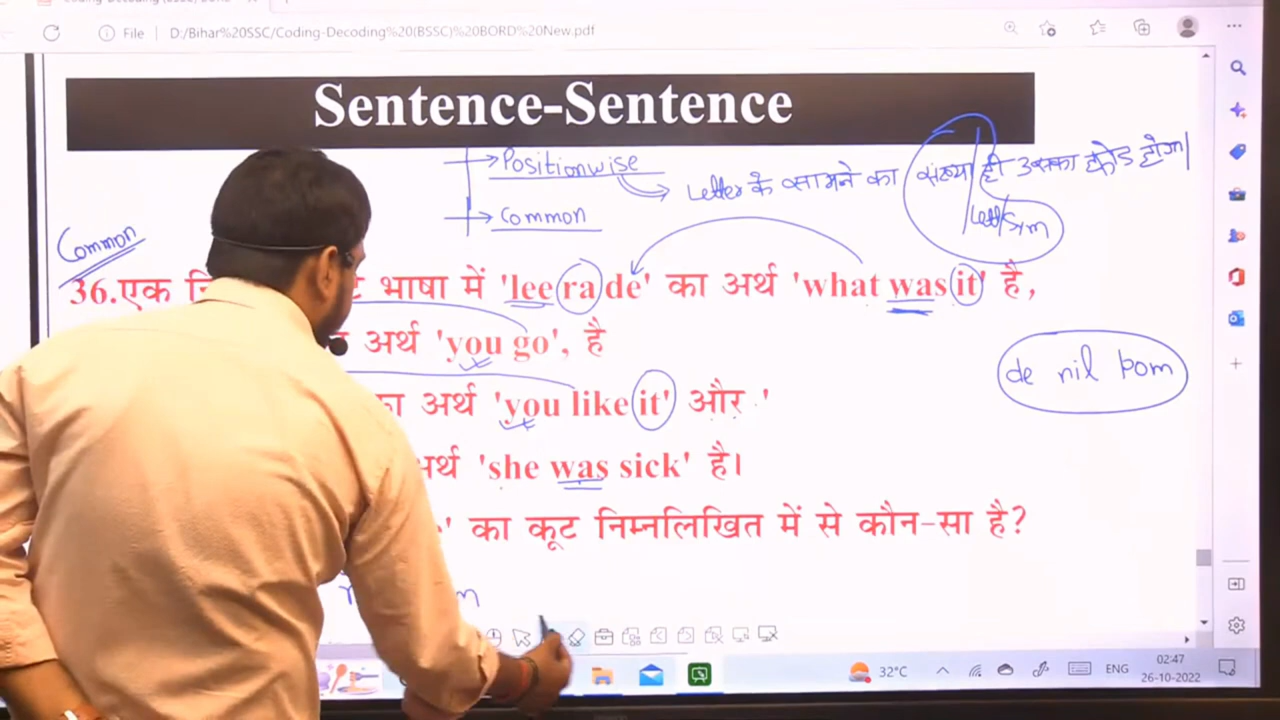 File D:/Bihar%20SSC/Coding-Decoding%20(BSSC)%20BORD%20New.pdf
Sentence-Sentence
Positionwise
Letter के सामने का संख्या ही उसका कोड होगा।
Common
Common
36.एक भाषा में 'lee ra de' का अर्थ 'what was it' है,
अर्थ 'you go', है
de nil pom
अर्थ 'you like it' और '
अर्थ 'she was sick' है।
का कूट निम्नलिखित में से कौन-सा है?
32°C ENG 02:47
26-10-2022